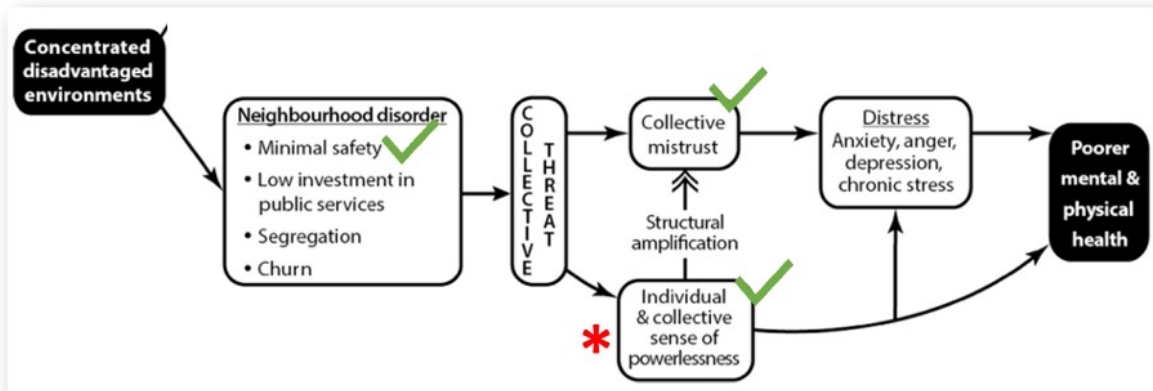 Concentrated
disadvantaged
environments
Neighbourhood disorder
• Minimal safety
• Low investment in
public services
• Segregation
• Churn
COLLECTIVE
THREAT
Collective
mistrust
Structural
amplification
Individual
& collective
sense of
powerlessness
*
Distress
Anxiety, anger,
depression,
chronic stress
Poorer
mental &
physical
health